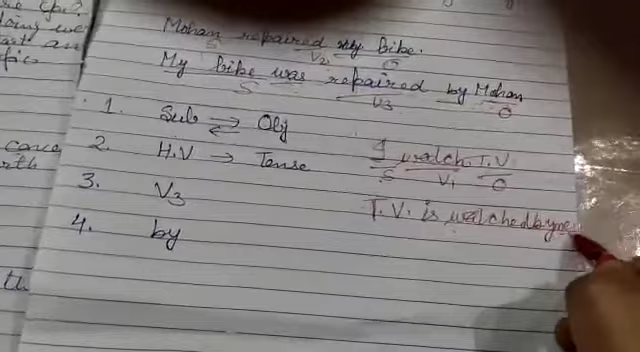 Mohan repaired my bike.
S V2 O
My bike was repaired by Mohan
S V3 O
1. Sub ⇌ Obj
2. H.V → Tense
3. V3
4. by
I watch T.V
S V1 O
T.V. is watched by me